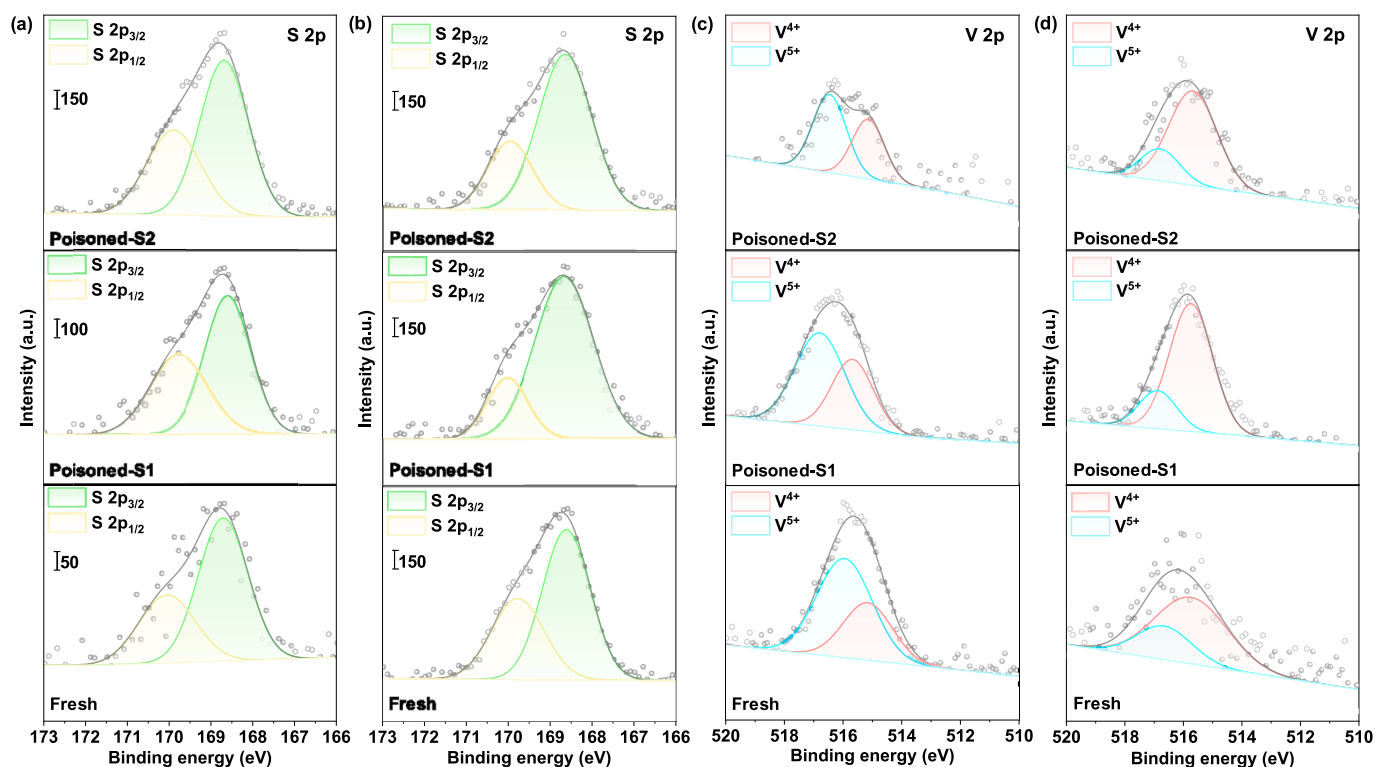 (a)
S 2p
S 2p3/2
S 2p1/2
150
Poisoned-S2
S 2p3/2
S 2p1/2
100
Poisoned-S1
S 2p3/2
S 2p1/2
50
Fresh
Intensity (a.u.)
173 172 171 170 169 168 167 166
Binding energy (eV)
(b)
S 2p
S 2p3/2
S 2p1/2
150
Poisoned-S2
S 2p3/2
S 2p1/2
150
Poisoned-S1
S 2p3/2
S 2p1/2
150
Fresh
Intensity (a.u.)
173 172 171 170 169 168 167 166
Binding energy (eV)
(c)
V 2p
V4+
V5+
Poisoned-S2
V4+
V5+
Poisoned-S1
V4+
V5+
Fresh
Intensity (a.u.)
520 518 516 514 512 510
Binding energy (eV)
(d)
V 2p
V4+
V5+
Poisoned-S2
V4+
V5+
Poisoned-S1
V4+
V5+
Fresh
Intensity (a.u.)
520 518 516 514 512 510
Binding energy (eV)